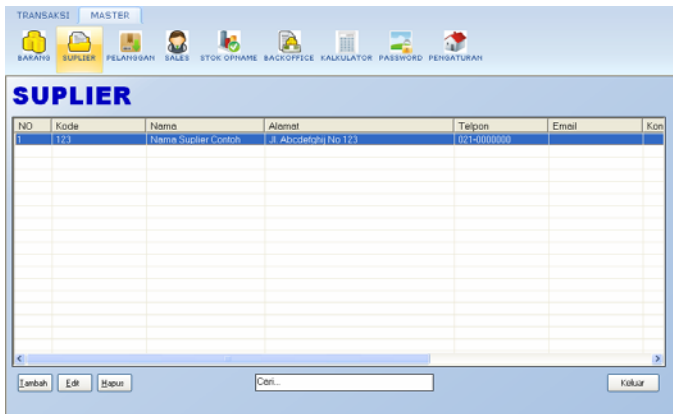 TRANSAKSI MASTER
BARANG SUPLIER PELANGGAN SALES STOK OPNAME BACKOFFICE KALKULATOR PASSWORD PENGATURAN
SUPLIER
NO Kode Nama Alamat Telpon Email Kon
1 123 Nama Suplier Contoh Jl. Abcdefghij No 123 021-0000000
Tambah Edit Hapus Cari... Keluar